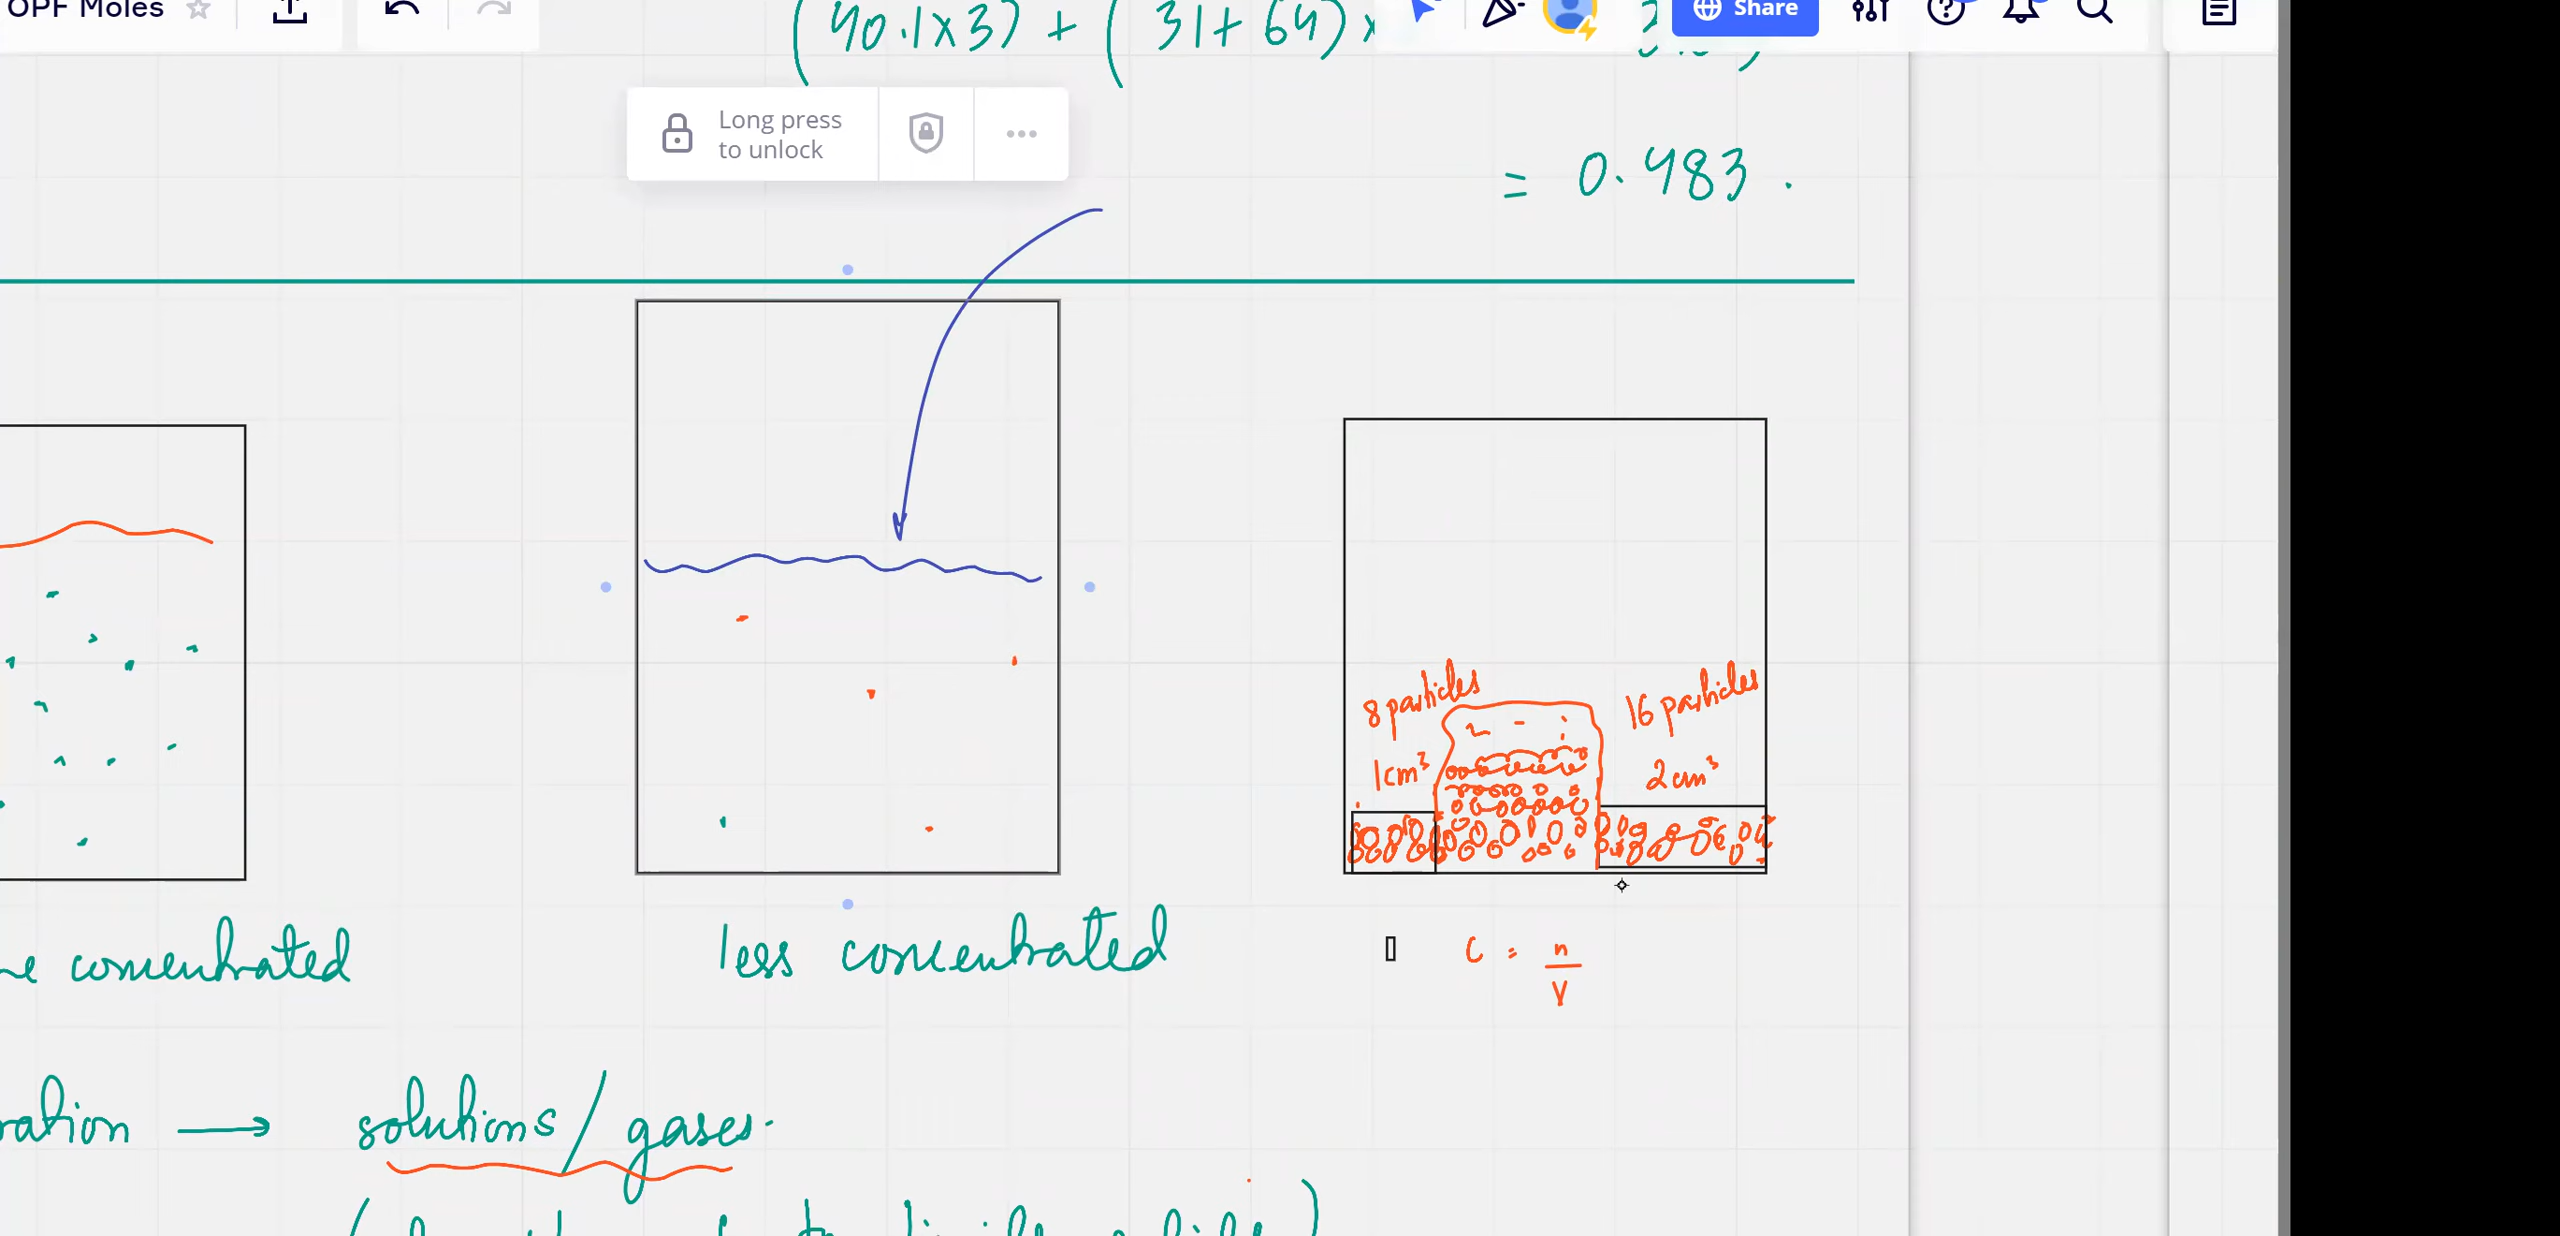 OPF Moles
Share
(40.1x3) + ( 31+ 64) x
Long press
to unlock
= 0.483 .
8 particles
16 particles
1cm³
2cm³
concentrated
less concentrated
C = n/V
ration → solutions/gases.